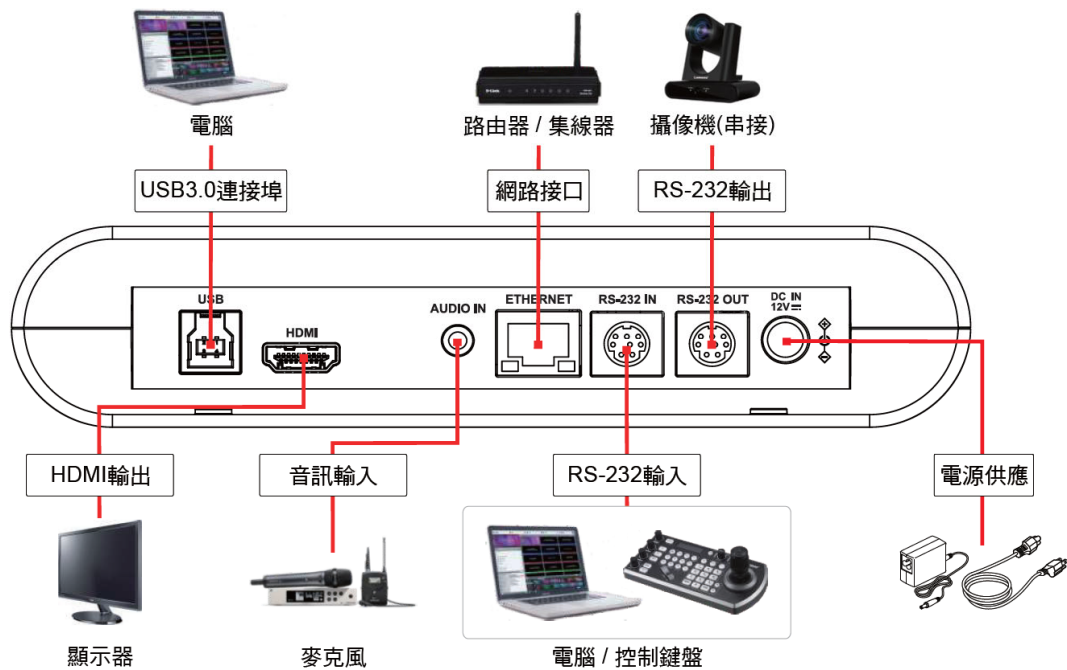 電腦
路由器 / 集線器
攝像機(串接)
USB3.0連接埠
網路接口
RS-232輸出
USB
HDMI
AUDIO IN
ETHERNET
RS-232 IN
RS-232 OUT
DC IN
12V⎓
HDMI輸出
音訊輸入
RS-232輸入
電源供應
顯示器
麥克風
電腦 / 控制鍵盤